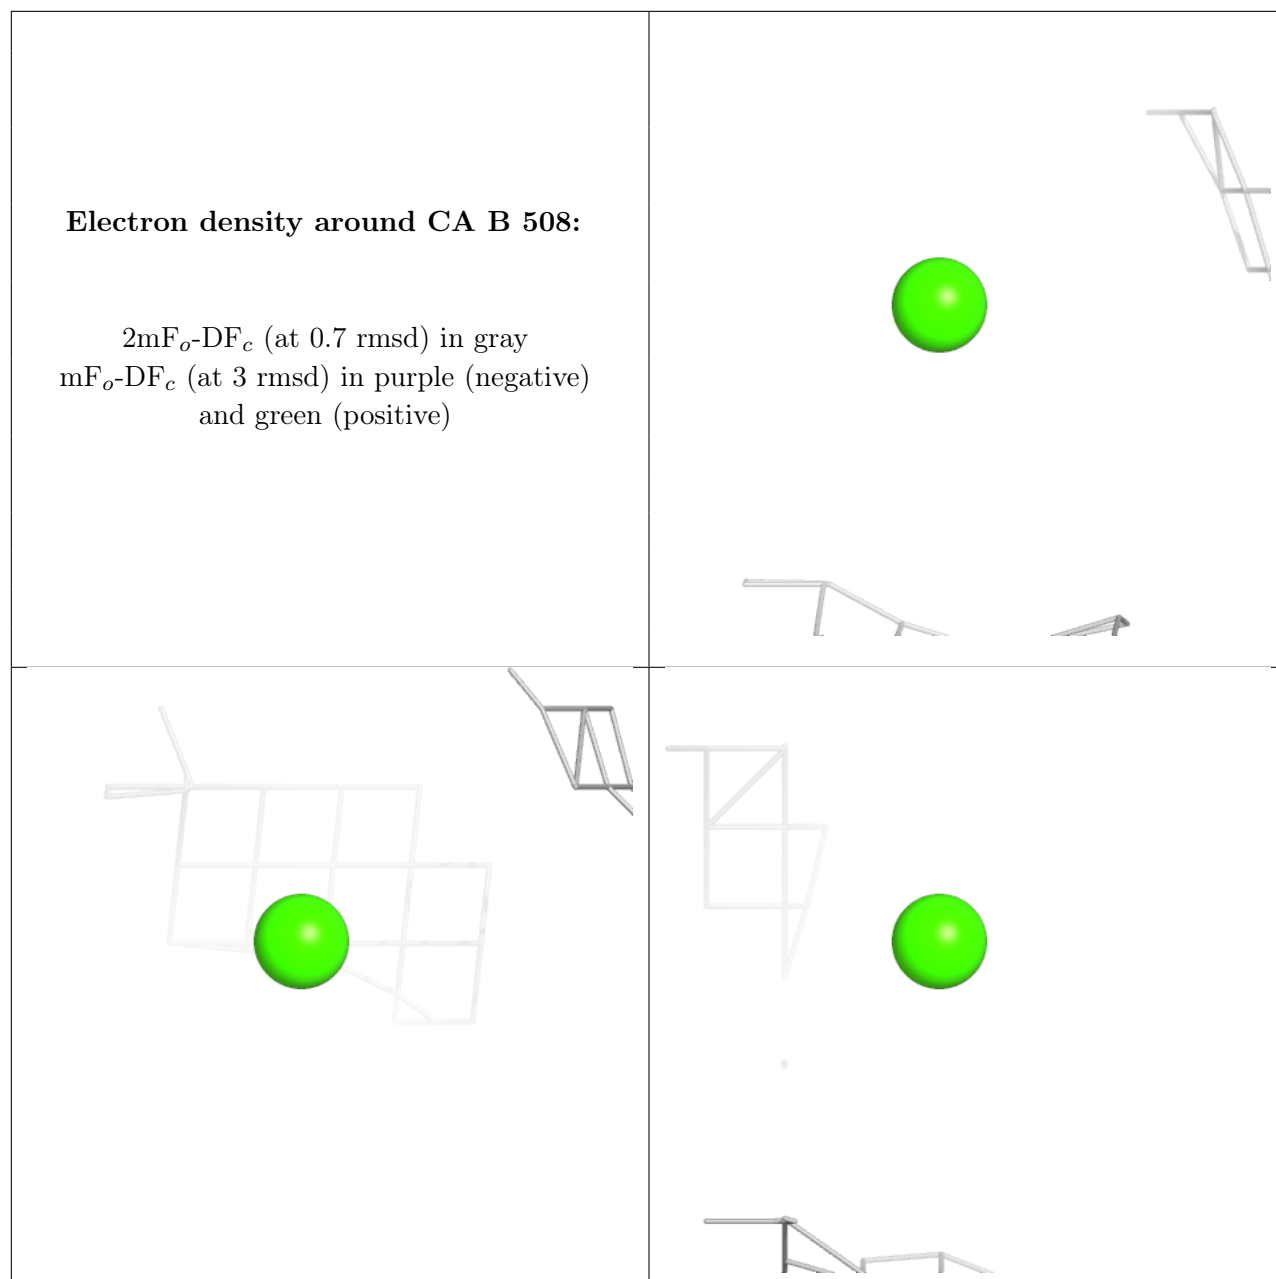 Electron density around CA B 508:
2mFo-DFc (at 0.7 rmsd) in gray
mFo-DFc (at 3 rmsd) in purple (negative)
and green (positive)